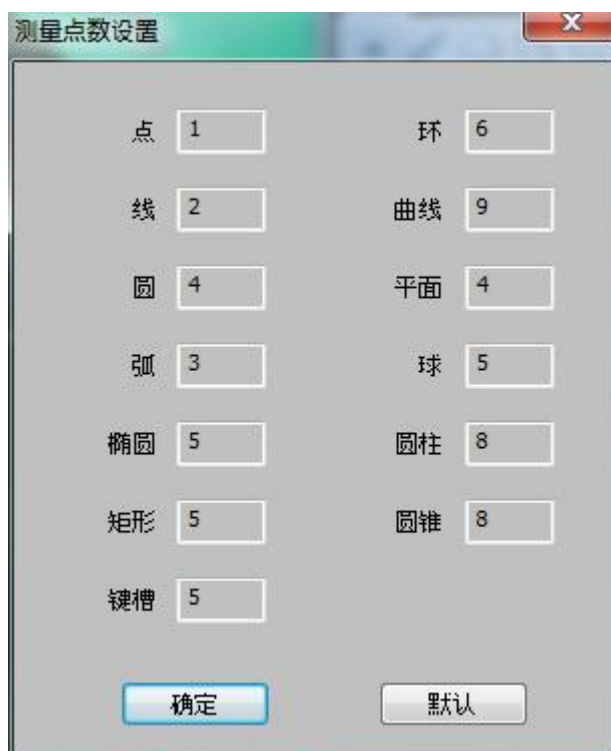 测量点数设置
点 1 环 6
线 2 曲线 9
圆 4 平面 4
弧 3 球 5
椭圆 5 圆柱 8
矩形 5 圆锥 8
键槽 5
确定 默认